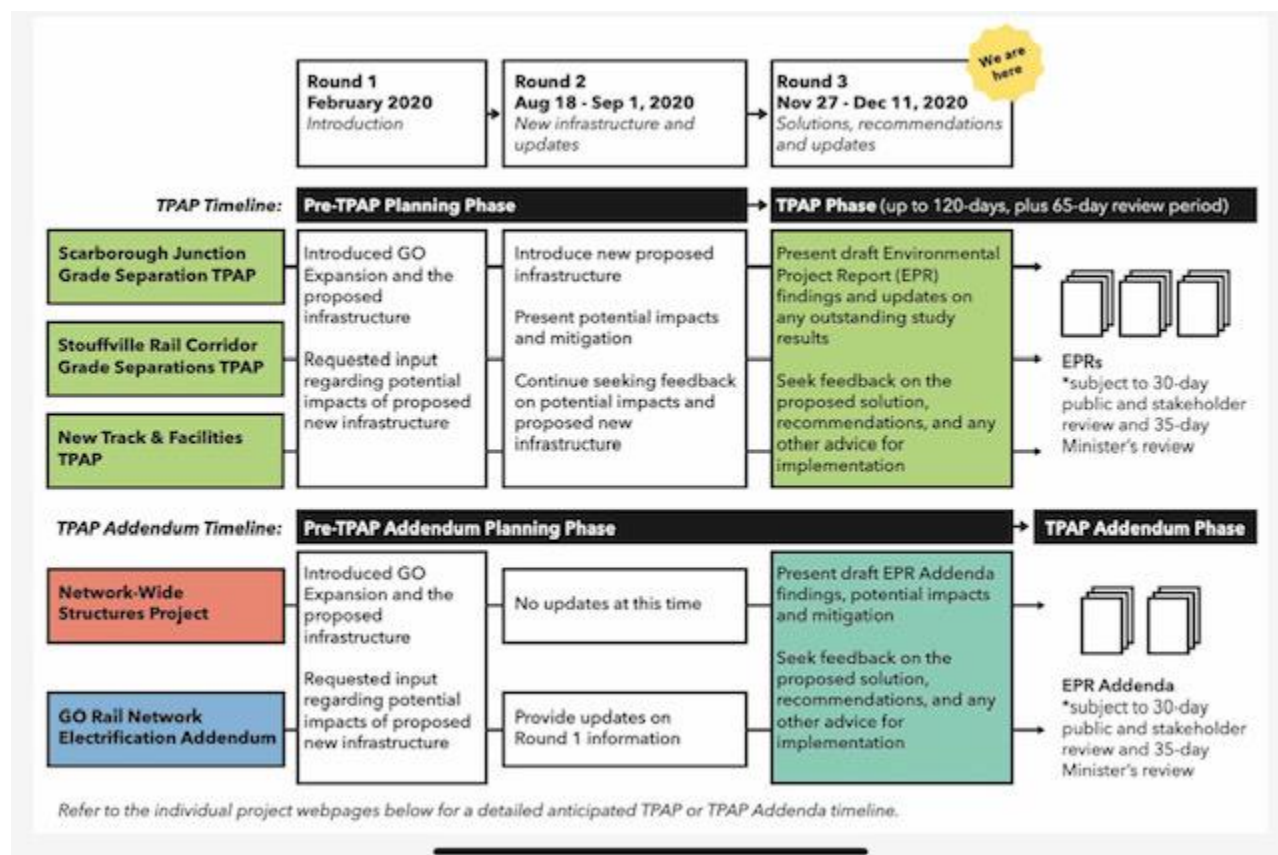 Round 1
February 2020
Introduction
Round 2
Aug 18 - Sep 1, 2020
New infrastructure and
updates
Round 3
Nov 27 - Dec 11, 2020
Solutions, recommendations
and updates
We are
here
TPAP Timeline:
Pre-TPAP Planning Phase
TPAP Phase (up to 120-days, plus 65-day review period)
Scarborough Junction
Grade Separation TPAP
Stouffville Rail Corridor
Grade Separations TPAP
New Track & Facilities
TPAP
Introduced GO
Expansion and the
proposed
infrastructure
Requested input
regarding potential
impacts of proposed
new infrastructure
Introduce new proposed
infrastructure
Present potential impacts
and mitigation
Continue seeking feedback
on potential impacts and
proposed new
infrastructure
Present draft Environmental
Project Report (EPR)
findings and updates on
any outstanding study
results
Seek feedback on the
proposed solution,
recommendations, and any
other advice for
implementation
EPRs
*subject to 30-day
public and stakeholder
review and 35-day
Minister's review
TPAP Addendum Timeline:
Pre-TPAP Addendum Planning Phase
TPAP Addendum Phase
Network-Wide
Structures Project
GO Rail Network
Electrification Addendum
Introduced GO
Expansion and the
proposed
infrastructure
Requested input
regarding potential
impacts of proposed
new infrastructure
No updates at this time
Provide updates on
Round 1 information
Present draft EPR Addenda
findings, potential impacts
and mitigation
Seek feedback on the
proposed solution,
recommendations, and any
other advice for
implementation
EPR Addenda
*subject to 30-day
public and stakeholder
review and 35-day
Minister's review
Refer to the individual project webpages below for a detailed anticipated TPAP or TPAP Addenda timeline.